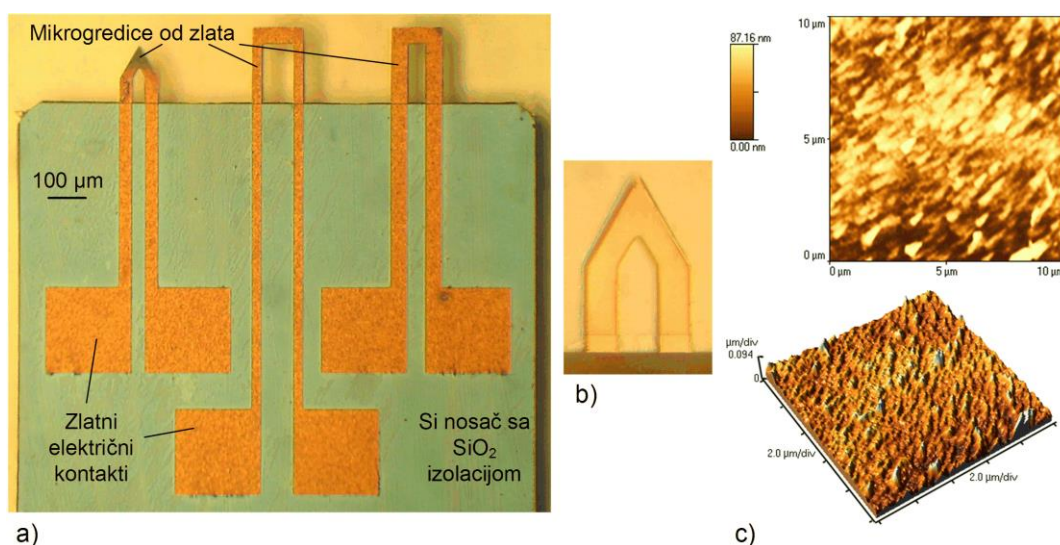 Mikrogredice od zlata
100 µm
Zlatni
električni
kontakti
Si nosač sa
SiO₂
izolacijom
a)
b)
87.16 nm
0.00 nm
10 µm
5 µm
0 µm
0 µm
5 µm
10 µm
µm/div
0.094
0
2.0 µm/div
2.0 µm/div
c)